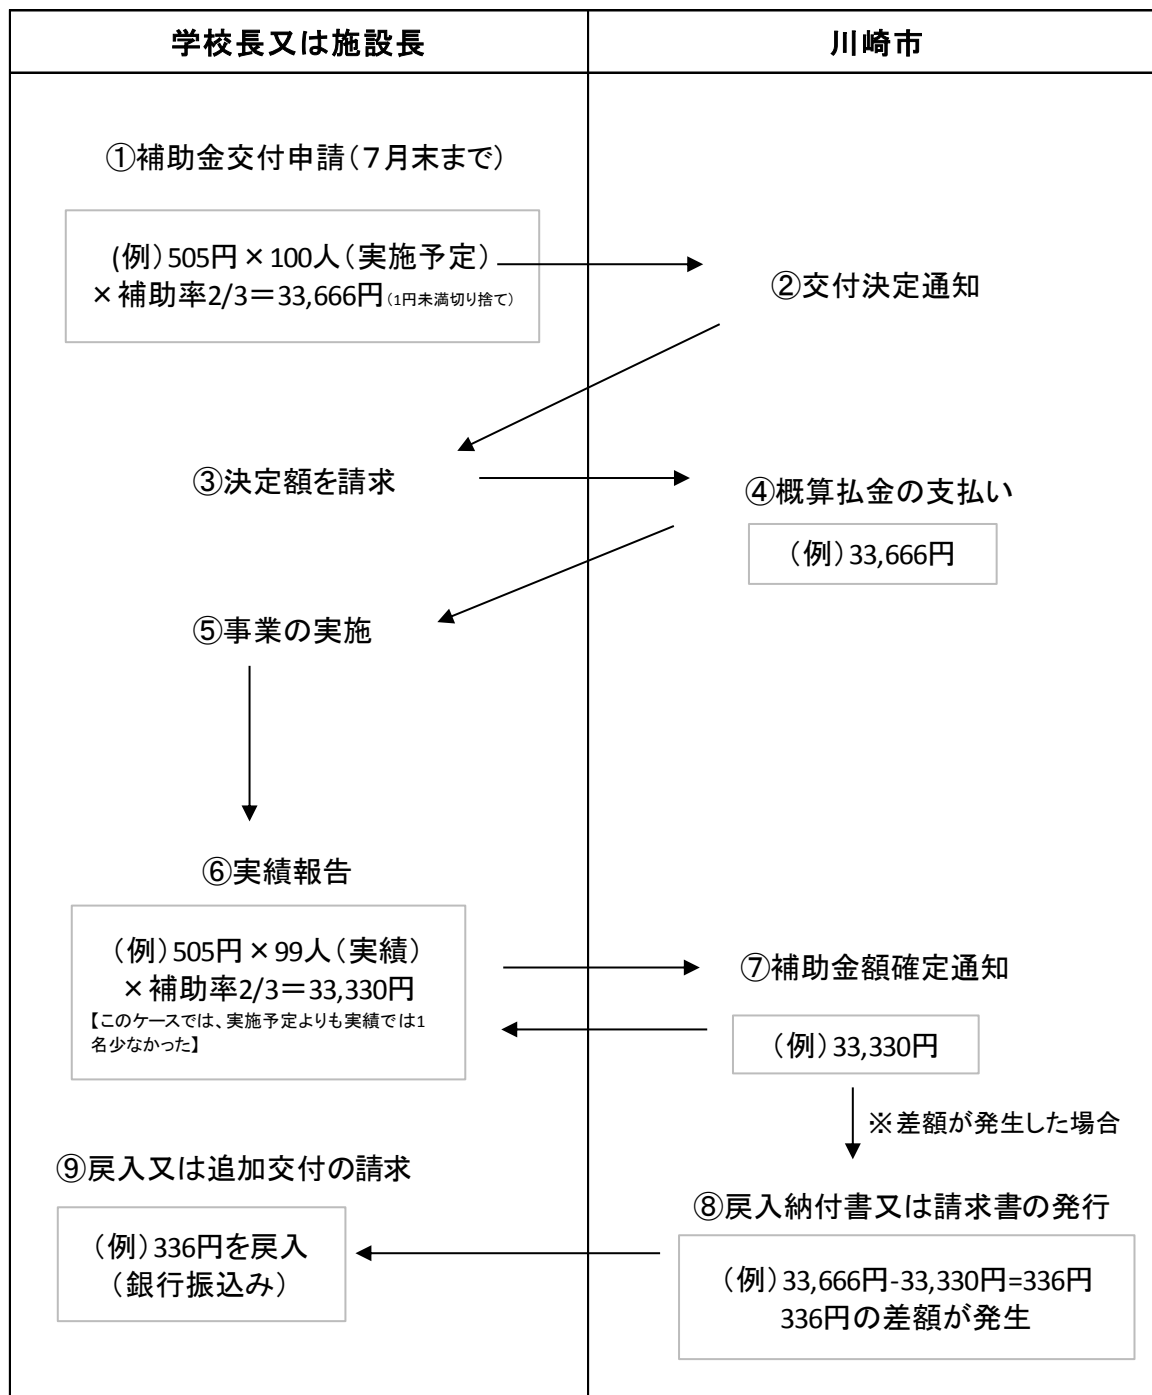 学校長又は施設長
川崎市
①補助金交付申請（７月末まで）
(例）505円×100人（実施予定）
×補助率2/3＝33,666円（1円未満切り捨て）
②交付決定通知
③決定額を請求
④概算払金の支払い
（例）33,666円
⑤事業の実施
⑥実績報告
（例）505円×99人（実績）
×補助率2/3＝33,330円
【このケースでは、実施予定よりも実績では1
名少なかった】
⑦補助金額確定通知
（例）33,330円
※差額が発生した場合
⑧戻入納付書又は請求書の発行
（例）33,666円-33,330円=336円
336円の差額が発生
⑨戻入又は追加交付の請求
（例）336円を戻入
（銀行振込み）